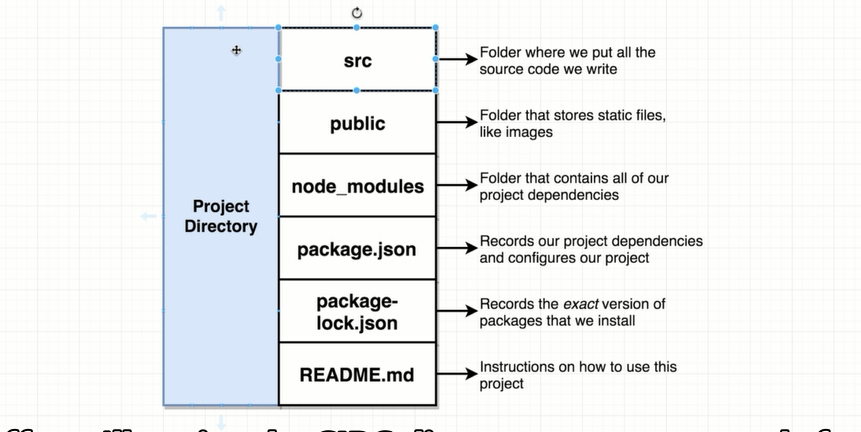 src
Folder where we put all the
source code we write
public
Folder that stores static files,
like images
node_modules
Folder that contains all of our
project dependencies
Project
Directory
package.json
Records our project dependencies
and configures our project
package-
lock.json
Records the exact version of
packages that we install
README.md
Instructions on how to use this
project